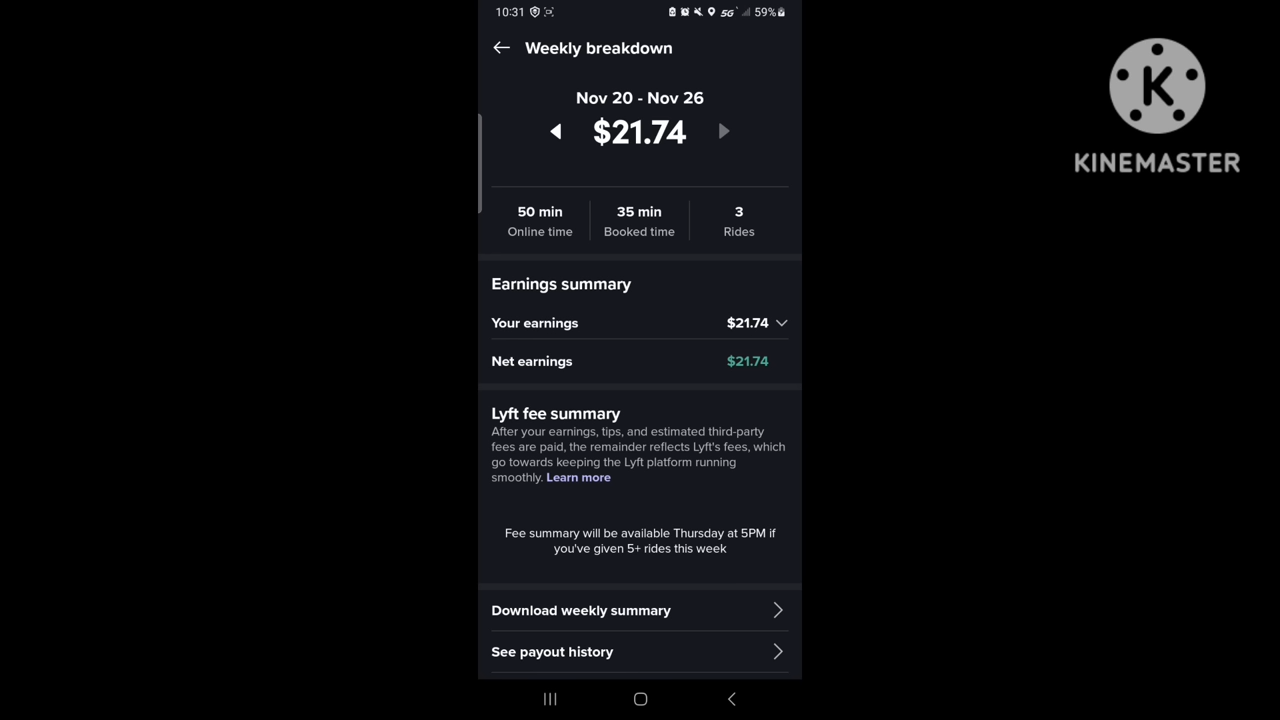 10:31
5G
59%
K
KINEMASTER
Weekly breakdown
Nov 20 - Nov 26
$21.74
50 min
35 min
3
Online time
Booked time
Rides
Earnings summary
Your earnings $21.74
Net earnings $21.74
Lyft fee summary
After your earnings, tips, and estimated third-party
fees are paid, the remainder reflects Lyft's fees, which
go towards keeping the Lyft platform running
smoothly. Learn more
Fee summary will be available Thursday at 5PM if
you've given 5+ rides this week
Download weekly summary
See payout history